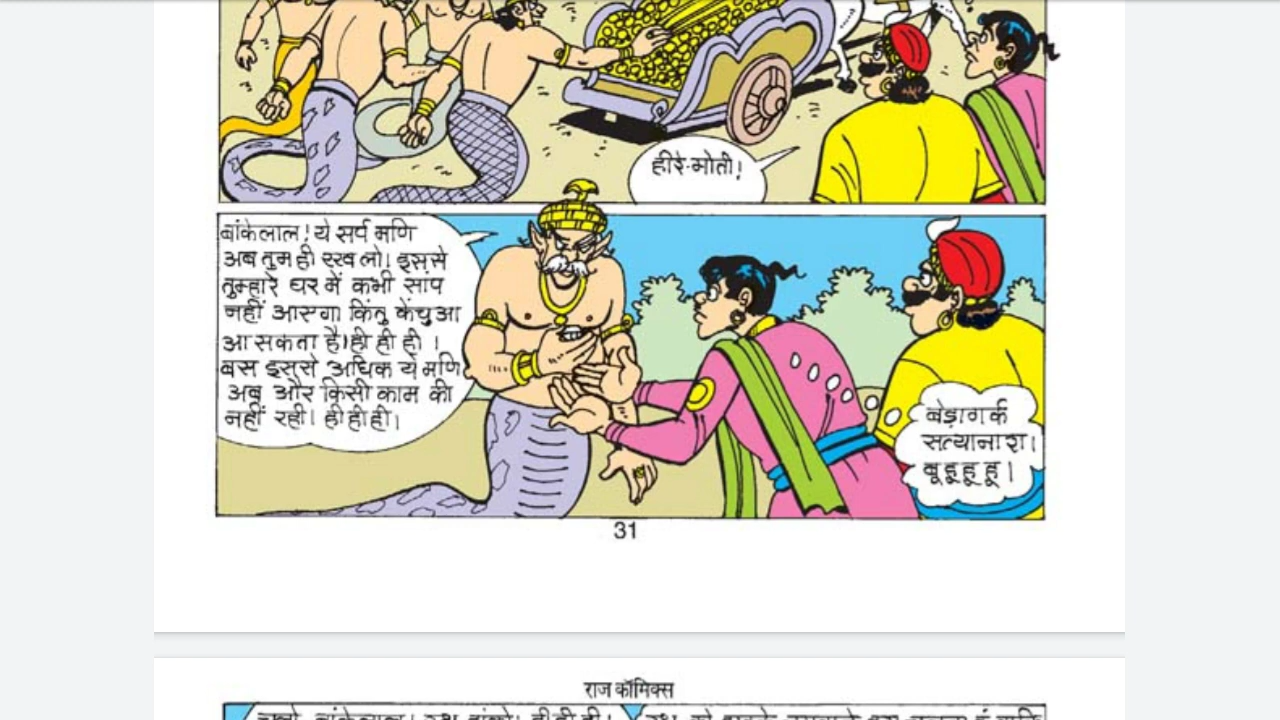 हीरे-मोती!
बांकेलाल! ये सर्प मणि
अब तुम ही रख लो। इससे
तुम्हारे घर में कभी सांप
नहीं आएगा किंतु केंचुआ
आ सकता है। ही ही ही ।
बस इससे अधिक ये मणि
अब और किसी काम की
नहीं रही। ही ही ही।
बेड़ागर्क
सत्यानाश।
बू हू हू हू ।
31
राज कॉमिक्स